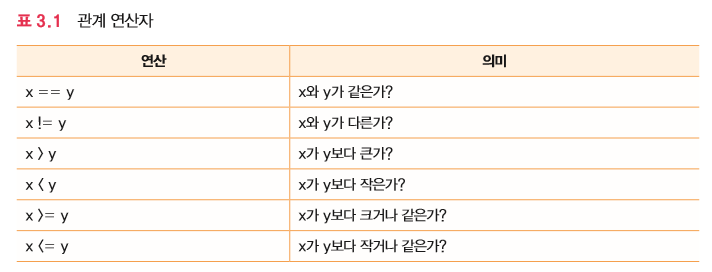 표 3.1 관계 연산자
연산 의미
x == y x와 y가 같은가?
x != y x와 y가 다른가?
x > y x가 y보다 큰가?
x < y x가 y보다 작은가?
x >= y x가 y보다 크거나 같은가?
x <= y x가 y보다 작거나 같은가?